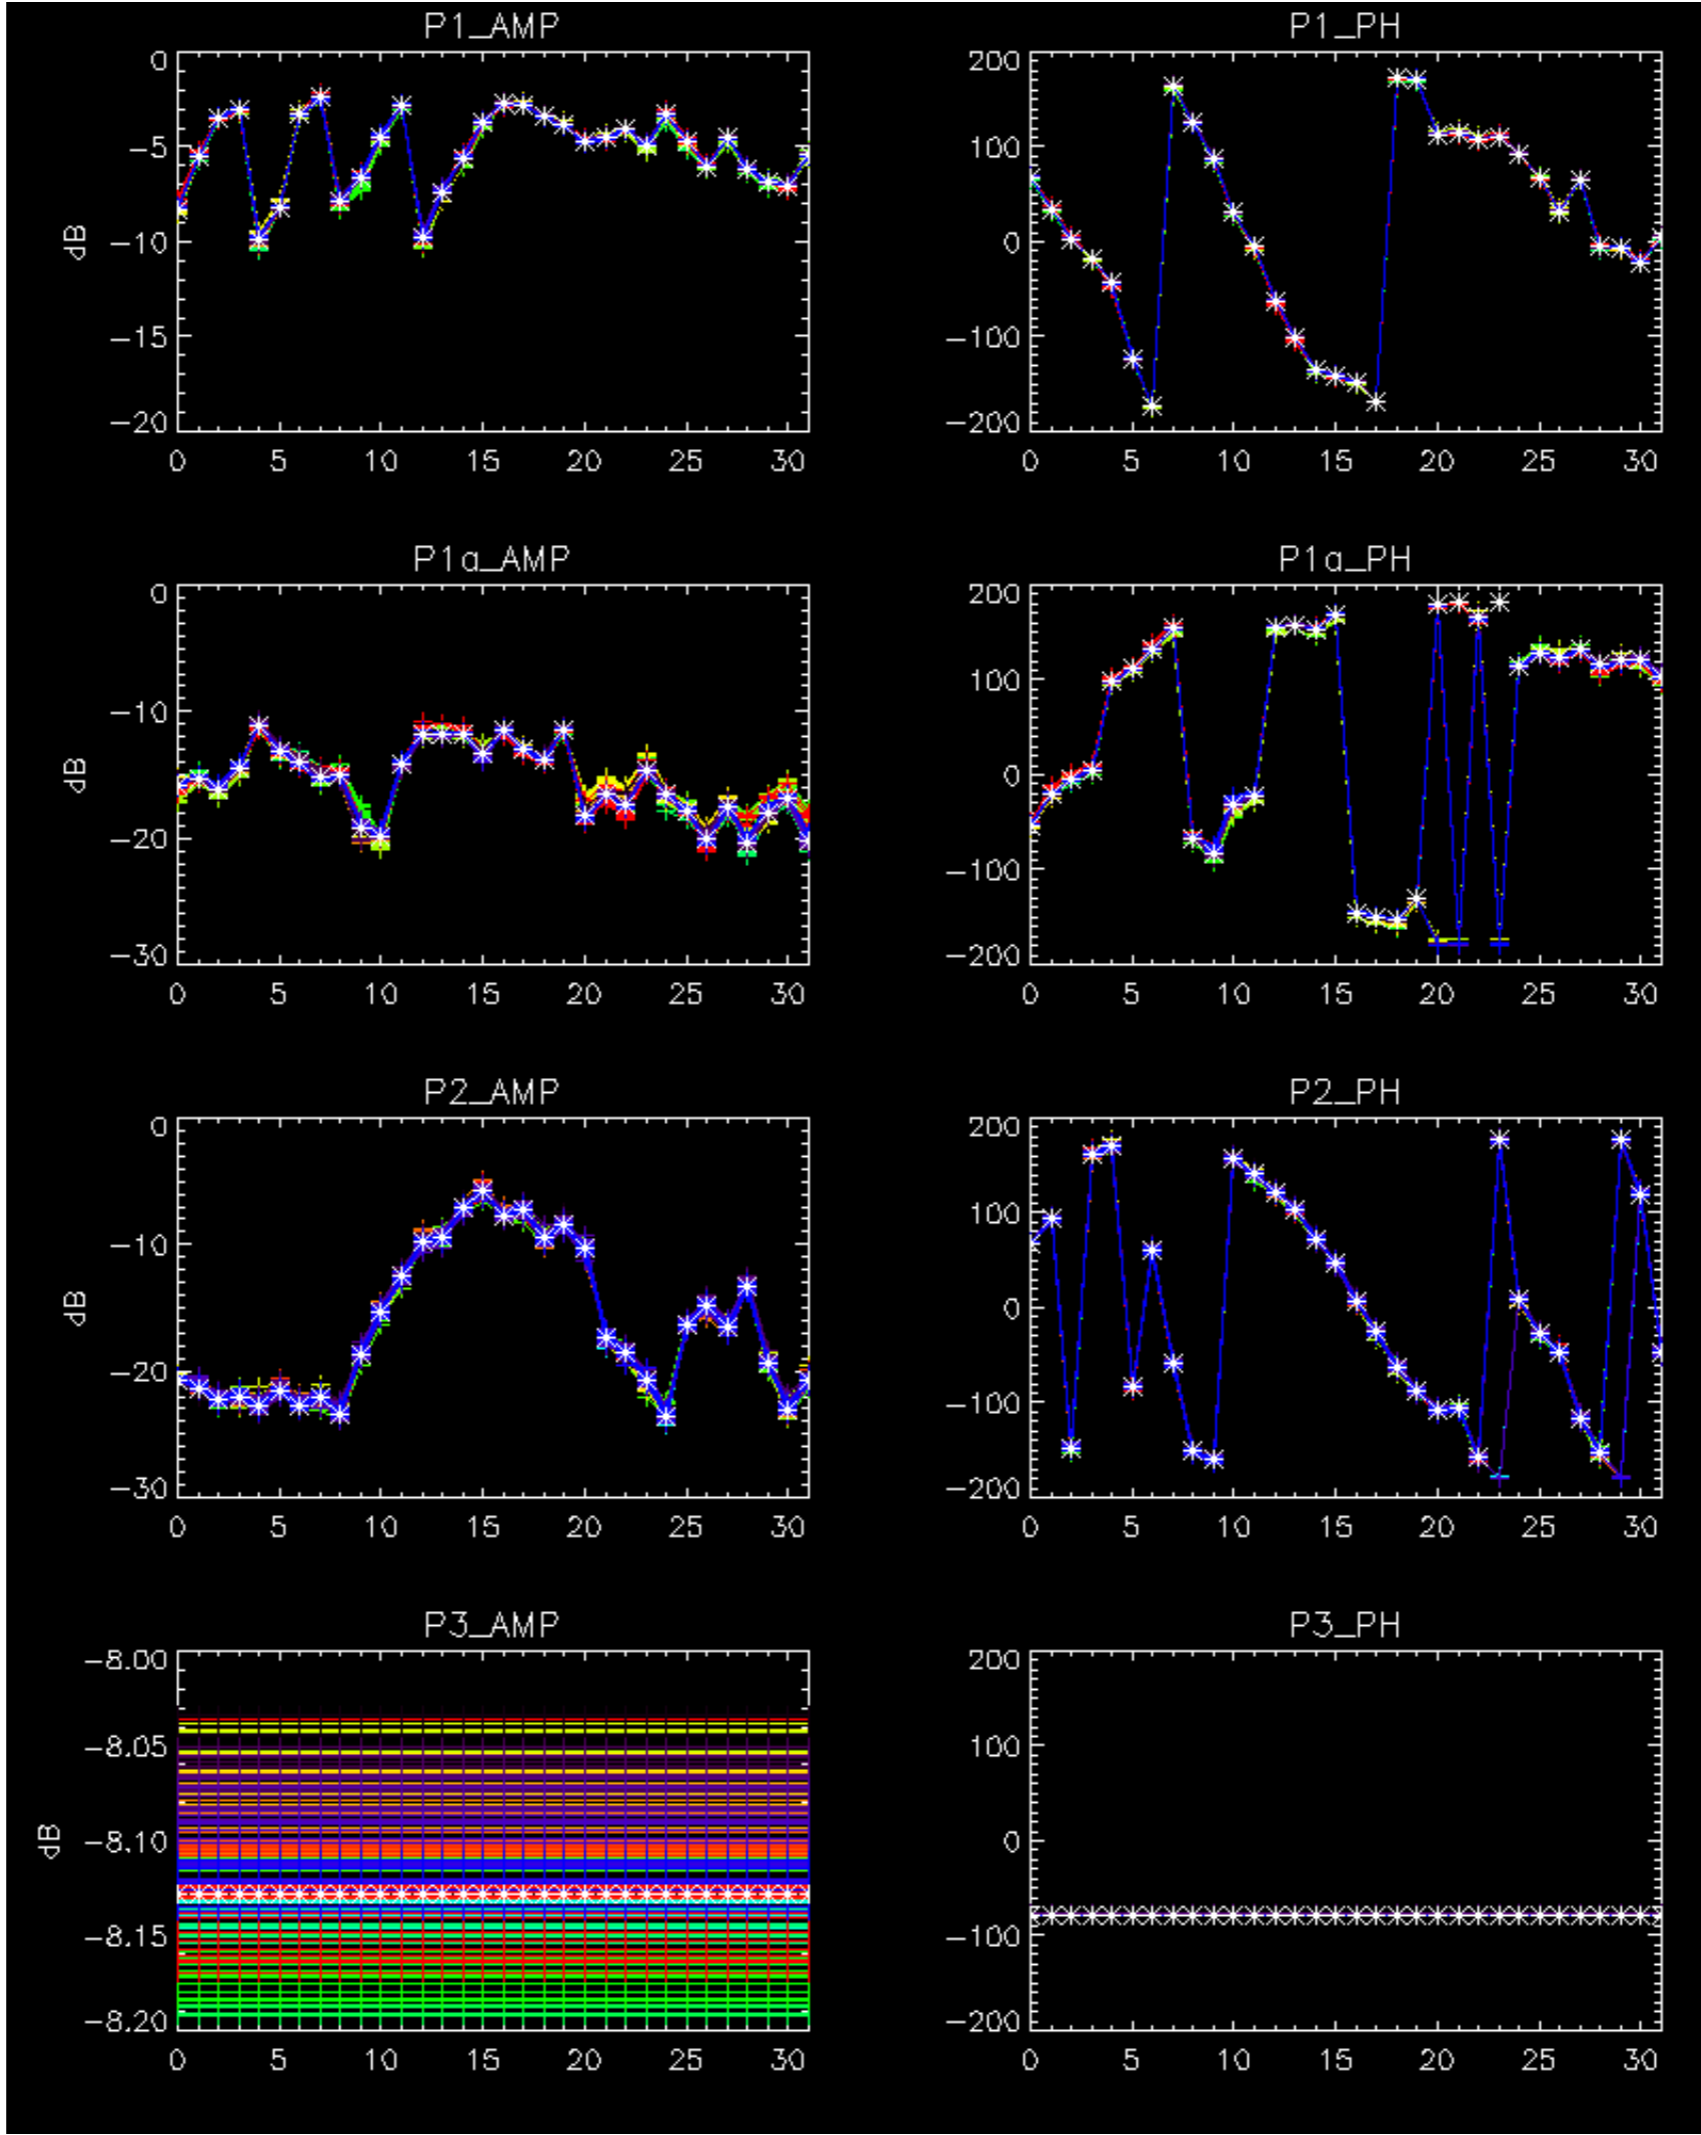 P1_AMP P1_PH
0 200
-5 100
dB -10 0
-15 -100
-20 -200
0 5 10 15 20 25 30 0 5 10 15 20 25 30
P1a_AMP P1a_PH
0 200
-10 100
dB 0
-20 -100
-30 -200
0 5 10 15 20 25 30 0 5 10 15 20 25 30
P2_AMP P2_PH
0 200
-10 100
dB 0
-20 -100
-30 -200
0 5 10 15 20 25 30 0 5 10 15 20 25 30
P3_AMP P3_PH
-8.00 200
-8.05 100
dB -8.10 0
-8.15 -100
-8.20 -200
0 5 10 15 20 25 30 0 5 10 15 20 25 30